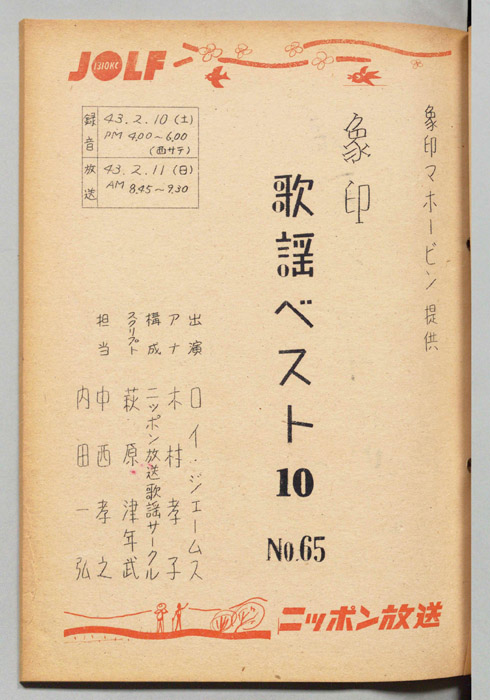 JOLF
1310KC
象印マホービン 提供
象印
歌謡ベスト10
No.65
録音 43.2.10(土)
PM 4.00~6.00
(西サテ)
放送 43.2.11(日)
AM 8.45~9.30
出演 ロイ・ジェームス
アナ 木村孝子
構成 ニッポン放送歌謡サークル
スクリプト 萩原津年武
担当 中西孝之
内田一弘
ニッポン放送